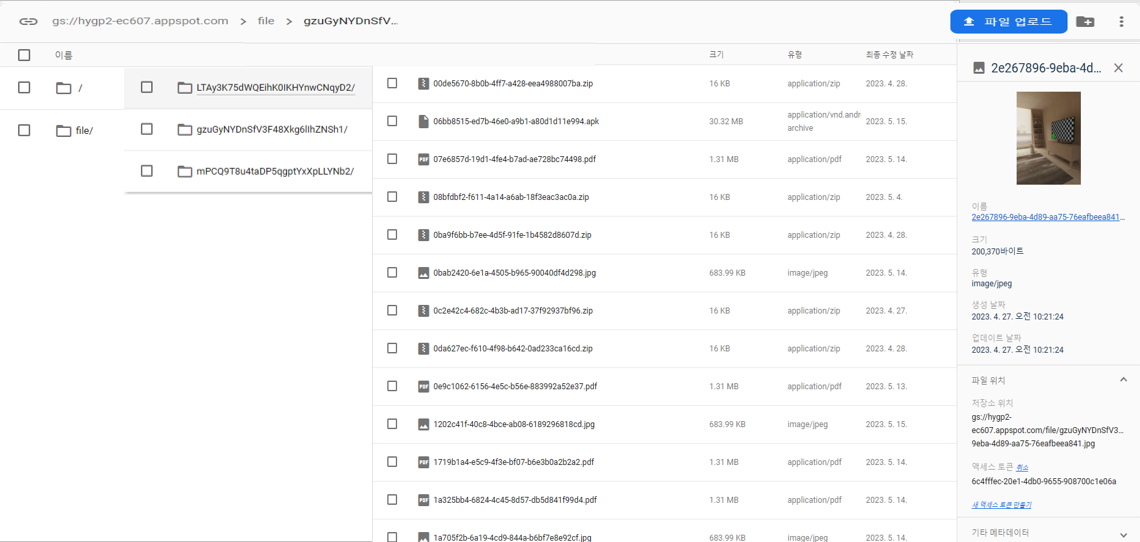 gs://hygp2-ec607.appspot.com > file > gzuGyNYDnSfV...
파일 업로드
이름
/
file/
LTAy3K75dWQEihK0IKHYnwCNqyD2/
gzuGyNYDnSfV3F48Xkg6lIhZNSh1/
mPCQ9T8u4taDP5qgptYxXpLLYNb2/
크기 유형 최종 수정 날짜
00de5670-8b0b-4ff7-a428-eea4988007ba.zip 16 KB application/zip 2023. 4. 28.
06bb8515-ed7b-46e0-a9b1-a80d1d11e994.apk 30.32 MB application/vnd.andr archive 2023. 5. 15.
07e6857d-19d1-4fe4-b7ad-ae728bc74498.pdf 1.31 MB application/pdf 2023. 5. 14.
08bfdbf2-f611-4a14-a6ab-18f3eac3ac0a.zip 16 KB application/zip 2023. 5. 4.
0ba9f6bb-b7ee-4d5f-91fe-1b4582d8607d.zip 16 KB application/zip 2023. 4. 28.
0bab2420-6e1a-4505-b965-90040df4d298.jpg 683.99 KB image/jpeg 2023. 5. 14.
0c2e42c4-682c-4b3b-ad17-37f92937bf96.zip 16 KB application/zip 2023. 4. 27.
0da627ec-f610-4f98-b642-0ad233ca16cd.zip 16 KB application/zip 2023. 4. 28.
0e9c1062-6156-4e5c-b56e-883992a52e37.pdf 1.31 MB application/pdf 2023. 5. 13.
1202c41f-40c8-4bce-ab08-6189296818cd.jpg 683.99 KB image/jpeg 2023. 5. 15.
1719b1a4-e5c9-4f3e-bf07-b6e3b0a2b2a2.pdf 1.31 MB application/pdf 2023. 5. 14.
1a325bb4-6824-4c45-8d57-db5d841f99d4.pdf 1.31 MB application/pdf 2023. 5. 14.
1a705f2b-6a19-4cd9-844a-b6bf7e8e92cf.jpg 683.99 KB image/jpeg 2023. 5. 14.
2e267896-9eba-4d...
이름
2e267896-9eba-4d89-aa75-76eafbeea841...
크기
200,370바이트
유형
image/jpeg
생성 날짜
2023. 4. 27. 오전 10:21:24
업데이트 날짜
2023. 4. 27. 오전 10:21:24
파일 위치
저장소 위치
gs://hygp2-
ec607.appspot.com/file/gzuGyNYDnSfV3...
9eba-4d89-aa75-76eafbeea841.jpg
액세스 토큰 취소
6c4fffec-20e1-4db0-9655-908700c1e06a
새 액세스 토큰 만들기
기타 메타데이터